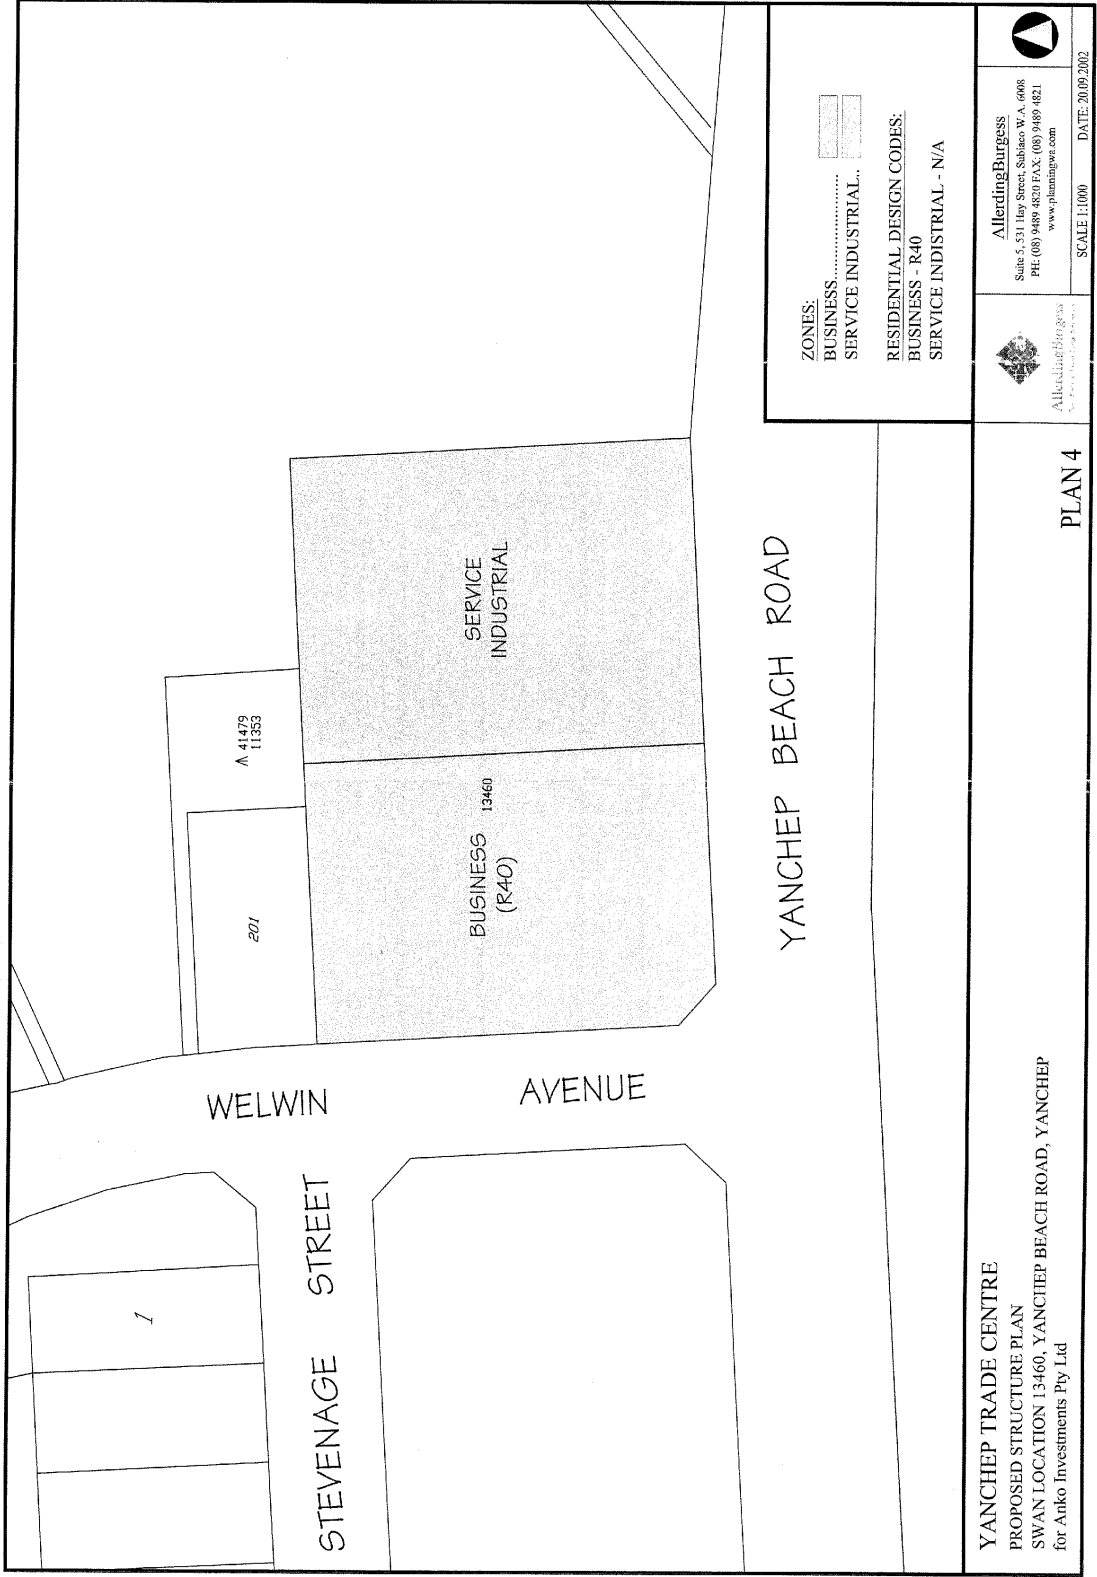 201
Λ 41479
11353
1
WELWIN AVENUE
STEVENAGE STREET
BUSINESS
(R40)
13460
SERVICE
INDUSTRIAL
YANCHEP BEACH ROAD
ZONES:
BUSINESS..............................
SERVICE INDUSTRIAL..
RESIDENTIAL DESIGN CODES:
BUSINESS - R40
SERVICE INDISTRIAL - N/A
YANCHEP TRADE CENTRE
PROPOSED STRUCTURE PLAN
SWAN LOCATION 13460, YANCHEP BEACH ROAD, YANCHEP
for Anko Investments Pty Ltd
PLAN 4
AllerdingBurgess
AllerdingBurgess
Suite 5, 531 Hay Street, Subiaco W.A. 6008
PH: (08) 9489 4820 FAX: (08) 9489 4821
www.planningwa.com
SCALE 1:1000 DATE: 20.09.2002